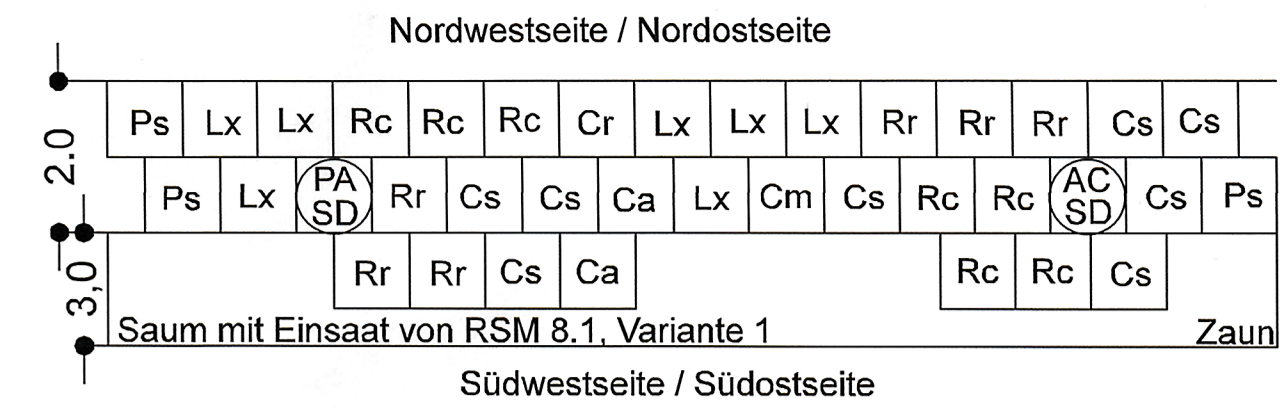 Nordwestseite / Nordostseite
2.0
Ps Lx Lx Rc Rc Rc Cr Lx Lx Lx Rr Rr Rr Cs Cs
Ps Lx PA SD Rr Cs Cs Ca Lx Cm Cs Rc Rc AC SD Cs Ps
3,0
Rr Rr Cs Ca Rc Rc Cs
Saum mit Einsaat von RSM 8.1, Variante 1 Zaun
Südwestseite / Südostseite